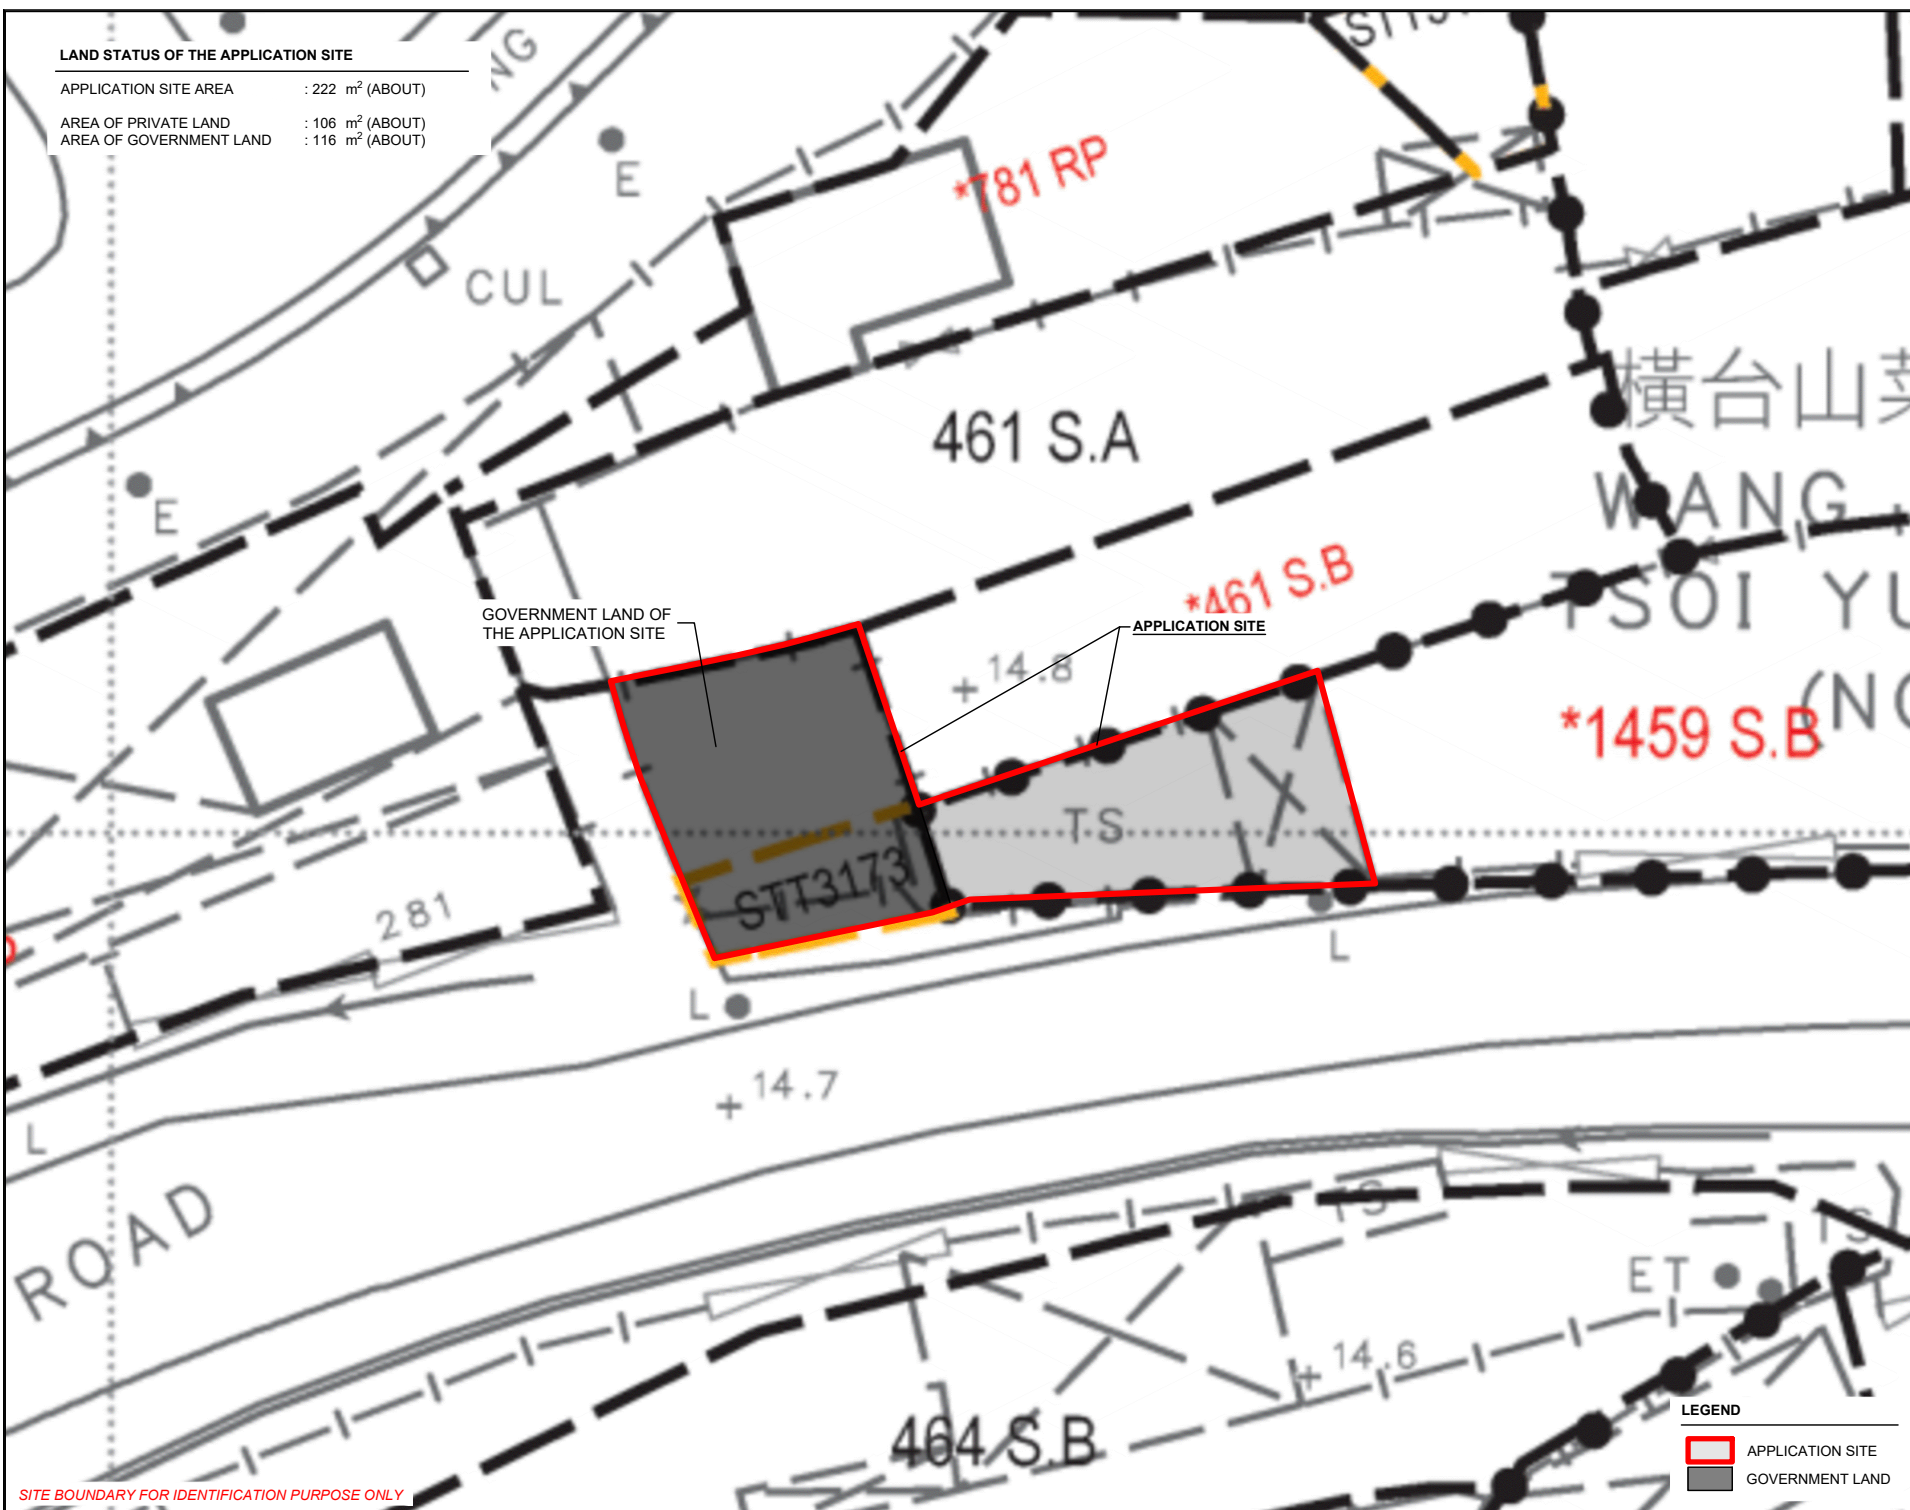 LAND STATUS OF THE APPLICATION SITE
APPLICATION SITE AREA : 222 m² (ABOUT)
AREA OF PRIVATE LAND : 106 m² (ABOUT)
AREA OF GOVERNMENT LAND : 116 m² (ABOUT)
E
*781 RP
CUL
461 S.A
橫台山
E
WANG
*461 S.B
TSOI YU
GOVERNMENT LAND OF
THE APPLICATION SITE
APPLICATION SITE
14.8
*1459 S.B
TS
STT3173
281
L
L
14.7
L
ROAD
TS
TS
ET
14.6
464 S.B
LEGEND
APPLICATION SITE
GOVERNMENT LAND
SITE BOUNDARY FOR IDENTIFICATION PURPOSE ONLY